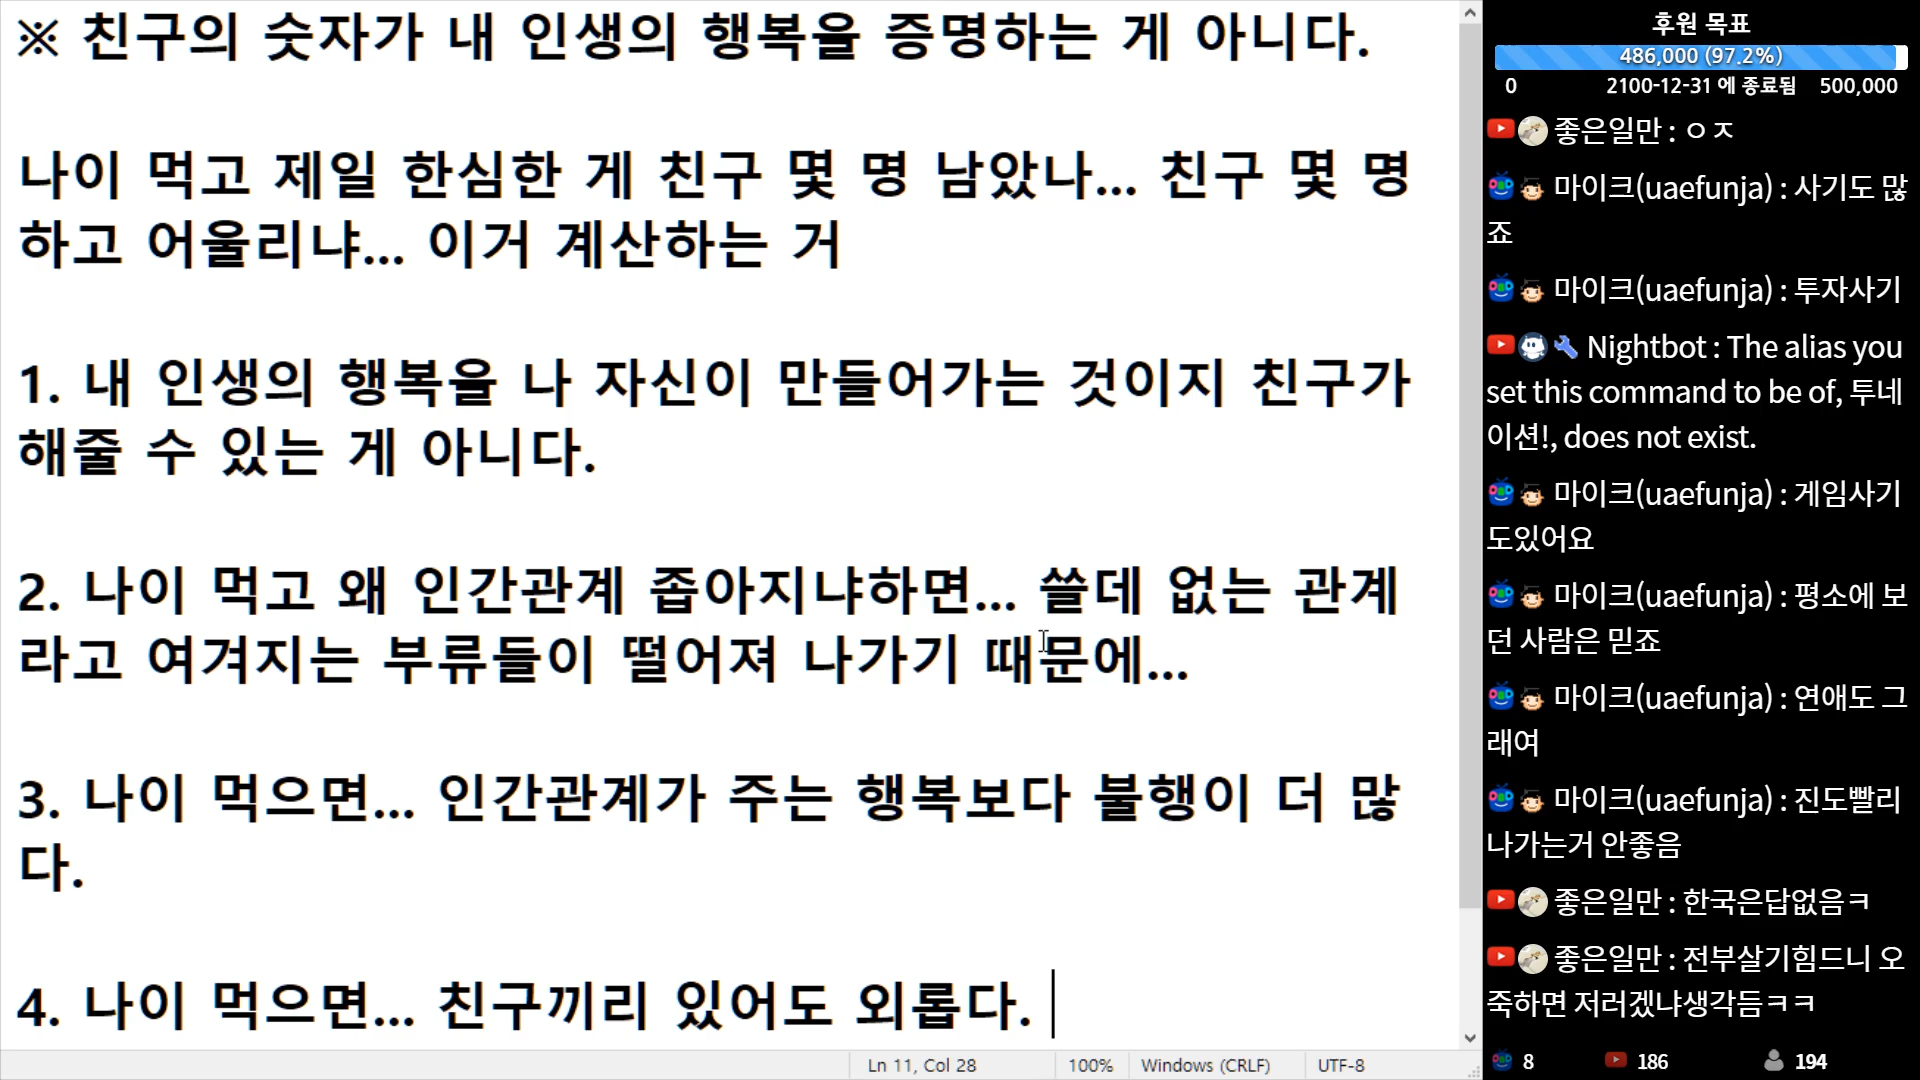 ※ 친구의 숫자가 내 인생의 행복을 증명하는 게 아니다.
나이 먹고 제일 한심한 게 친구 몇 명 남았나... 친구 몇 명
하고 어울리냐... 이거 계산하는 거
1. 내 인생의 행복을 나 자신이 만들어가는 것이지 친구가
해줄 수 있는 게 아니다.
2. 나이 먹고 왜 인간관계 좁아지냐하면... 쓸데 없는 관계
라고 여겨지는 부류들이 떨어져 나가기 때문에...
3. 나이 먹으면... 인간관계가 주는 행복보다 불행이 더 많
다.
4. 나이 먹으면... 친구끼리 있어도 외롭다.
Ln 11, Col 28
100%
Windows (CRLF)
UTF-8
후원 목표
486,000 (97.2%)
0 2100-12-31 에 종료됨 500,000
좋은일만 : ㅇㅈ
마이크(uaefunja) : 사기도 많
죠
마이크(uaefunja) : 투자사기
Nightbot : The alias you
set this command to be of, 투네
이션!, does not exist.
마이크(uaefunja) : 게임사기
도있어요
마이크(uaefunja) : 평소에 보
던 사람은 믿죠
마이크(uaefunja) : 연애도 그
래여
마이크(uaefunja) : 진도빨리
나가는거 안좋음
좋은일만 : 한국은답없음ㅋ
좋은일만 : 전부살기힘드니 오
죽하면 저러겠냐생각듬ㅋㅋ
8 186 194